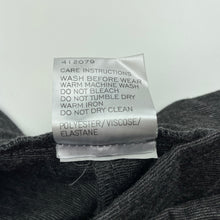 412079
CARE INSTRUCTIONS
WASH BEFORE WEAR
WARM MACHINE WASH
DO NOT BLEACH
DO NOT TUMBLE DRY
WARM IRON
DO NOT DRY CLEAN
POLYESTER/VISCOSE/
ELASTANE